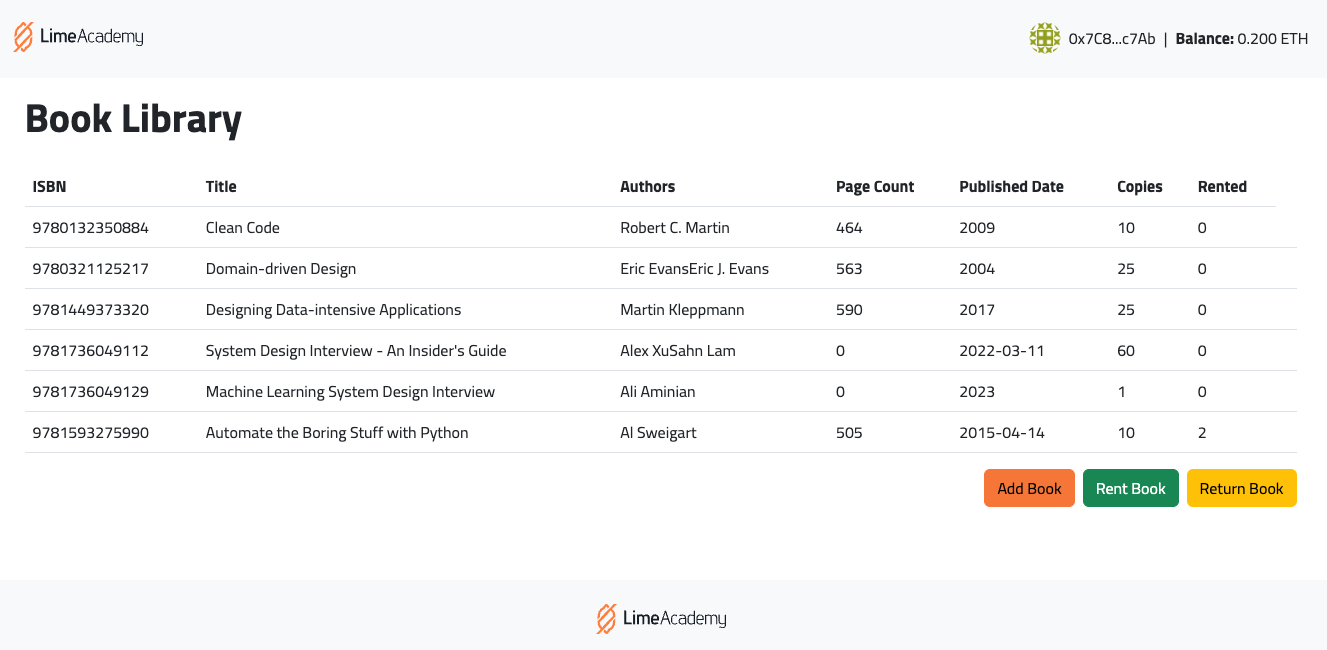 LimeAcademy
0x7C8...c7Ab | Balance: 0.200 ETH
Book Library
ISBN Title Authors Page Count Published Date Copies Rented
9780132350884 Clean Code Robert C. Martin 464 2009 10 0
9780321125217 Domain-driven Design Eric EvansEric J. Evans 563 2004 25 0
9781449373320 Designing Data-intensive Applications Martin Kleppmann 590 2017 25 0
9781736049112 System Design Interview - An Insider's Guide Alex XuSahn Lam 0 2022-03-11 60 0
9781736049129 Machine Learning System Design Interview Ali Aminian 0 2023 1 0
9781593275990 Automate the Boring Stuff with Python Al Sweigart 505 2015-04-14 10 2
Add Book Rent Book Return Book
LimeAcademy